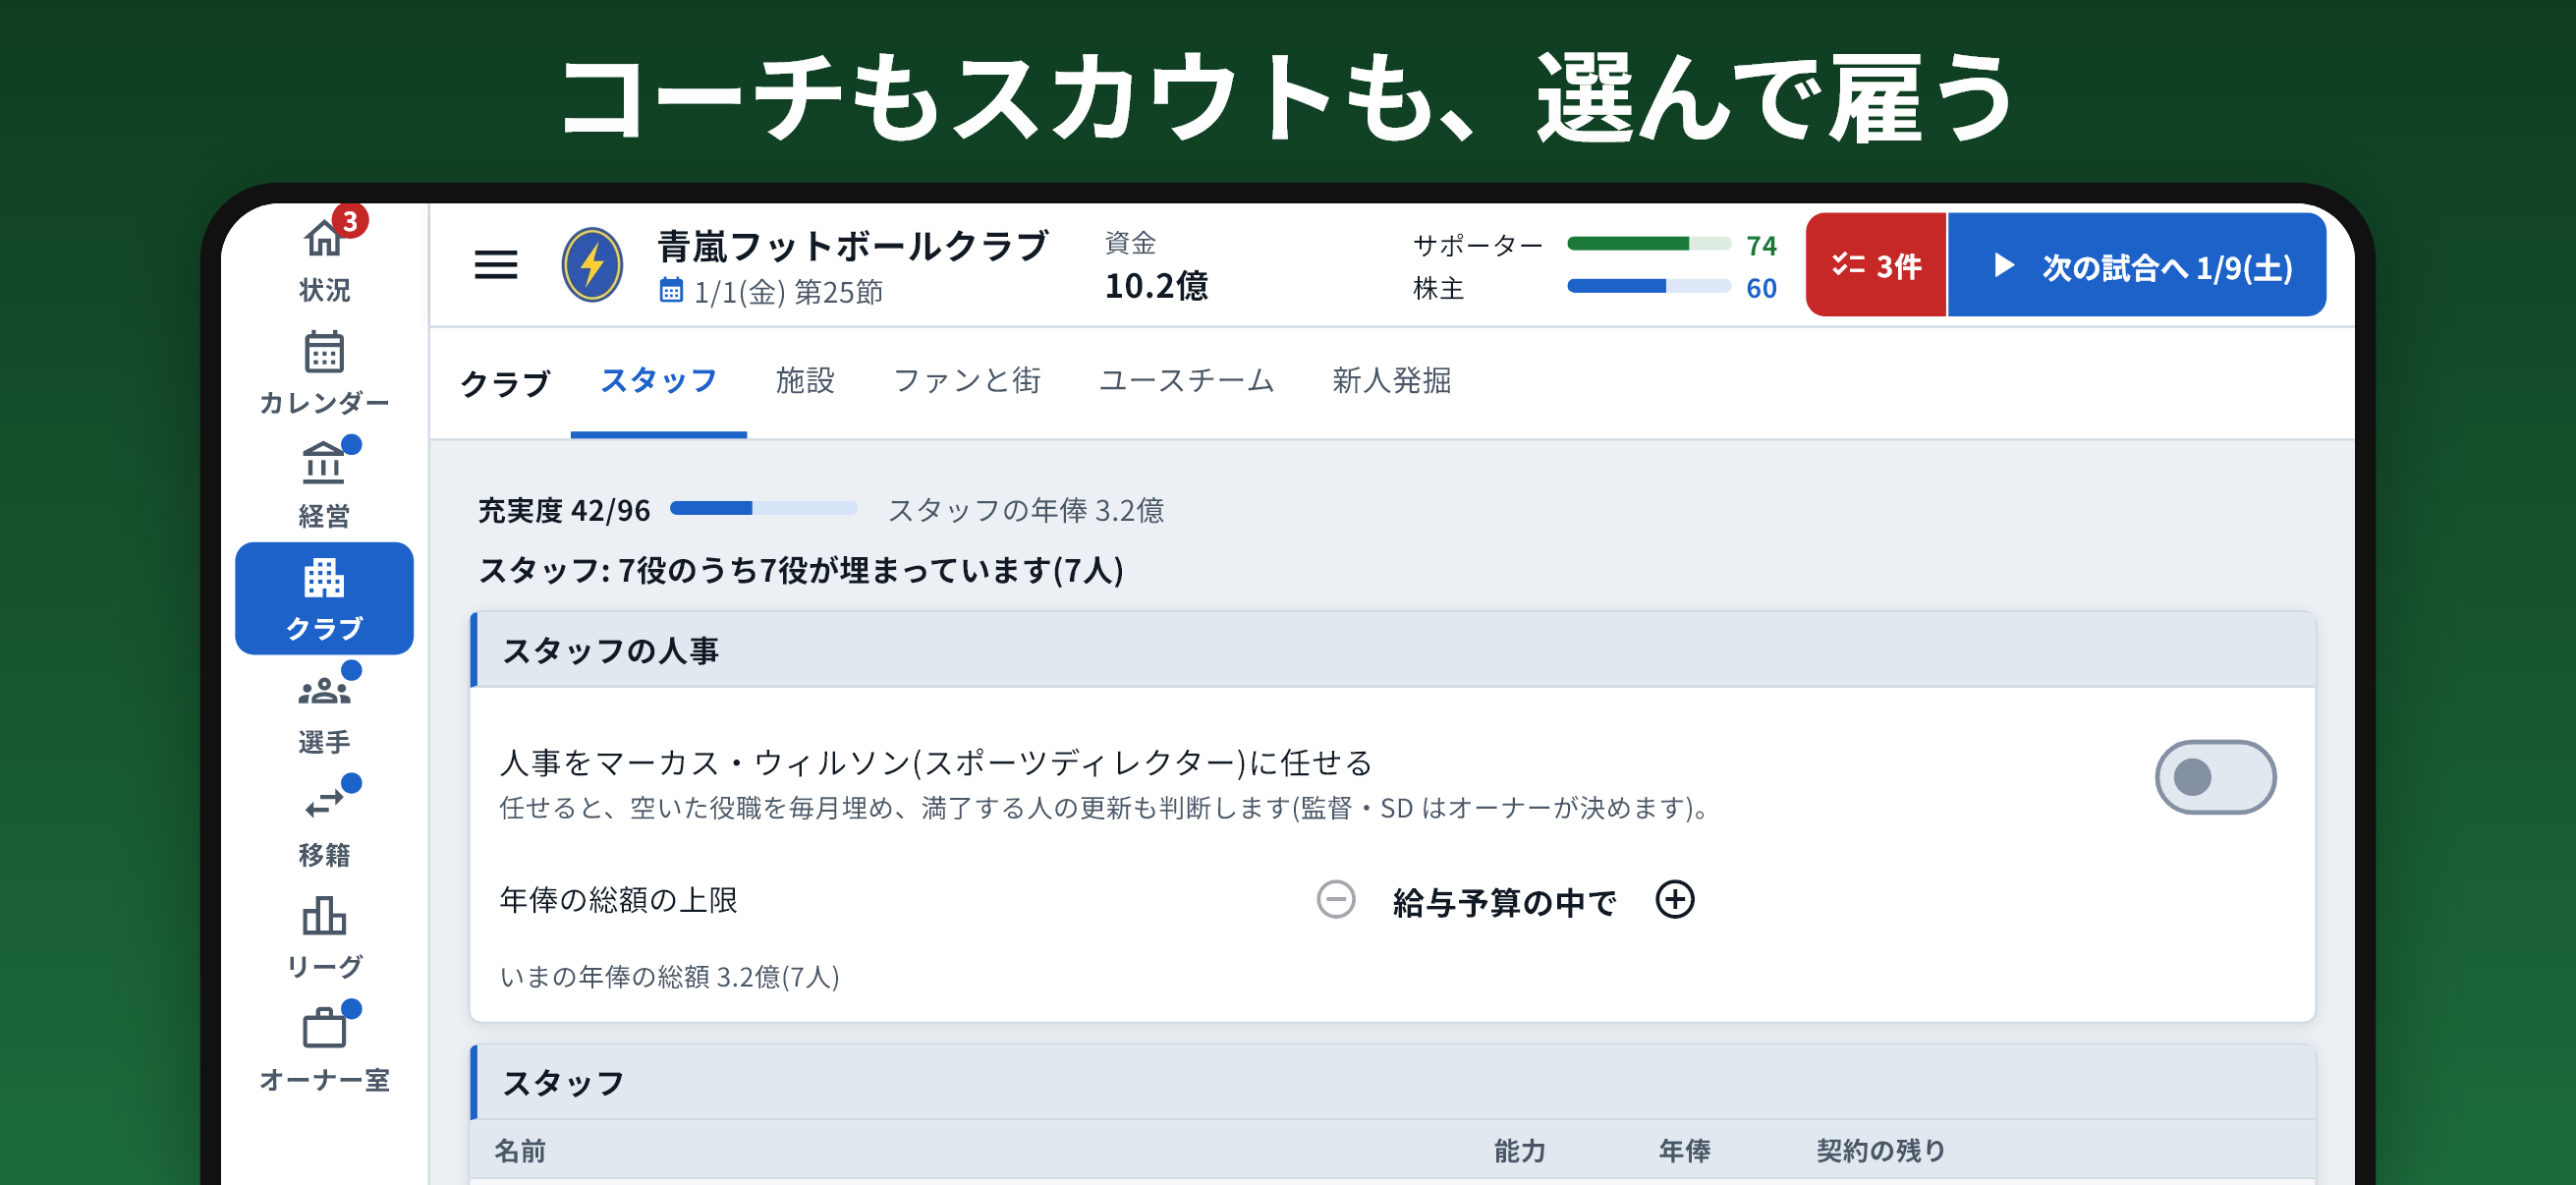 コーチもスカウトも、選んで雇う
3
状況
カレンダー
経営
クラブ
選手
移籍
リーグ
オーナー室
青嵐フットボールクラブ
1/1(金) 第25節
資金
10.2億
サポーター 74
株主 60
3件
次の試合へ 1/9(土)
クラブ スタッフ 施設 ファンと街 ユースチーム 新人発掘
充実度 42/96 スタッフの年俸 3.2億
スタッフ: 7役のうち7役が埋まっています(7人)
スタッフの人事
人事をマーカス・ウィルソン(スポーツディレクター)に任せる
任せると、空いた役職を毎月埋め、満了する人の更新も判断します(監督・SD はオーナーが決めます)。
年俸の総額の上限 給与予算の中で
いまの年俸の総額 3.2億(7人)
スタッフ
名前 能力 年俸 契約の残り